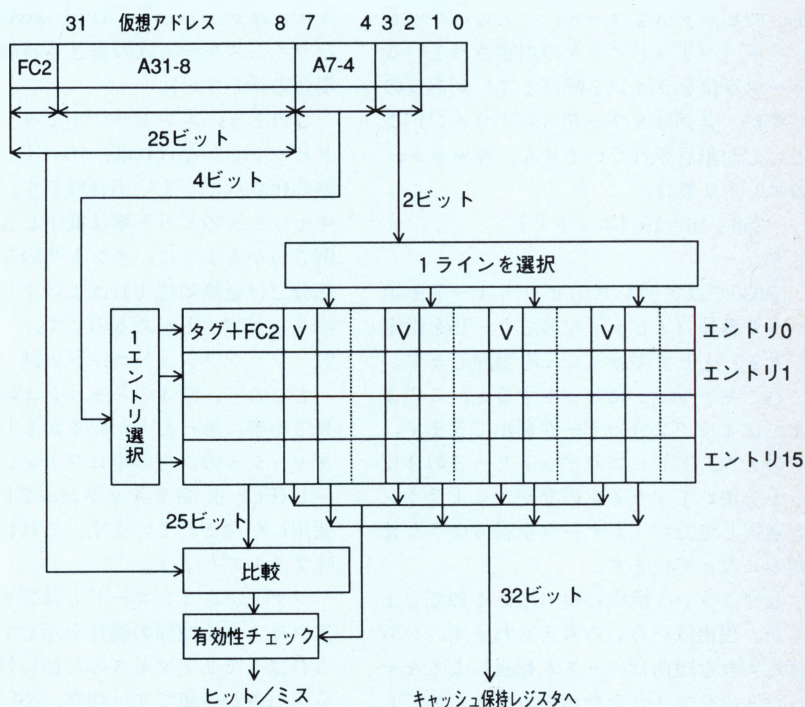 31 仮想アドレス 8 7 4 3 2 1 0
FC2 A31-8 A7-4
25ビット
4ビット
2ビット
1 ラインを選択
1エントリ選択
タグ+FC2 V V V V エントリ0
エントリ1
エントリ15
25ビット
比較
32ビット
有効性チェック
ヒット/ミス
キャッシュ保持レジスタへ